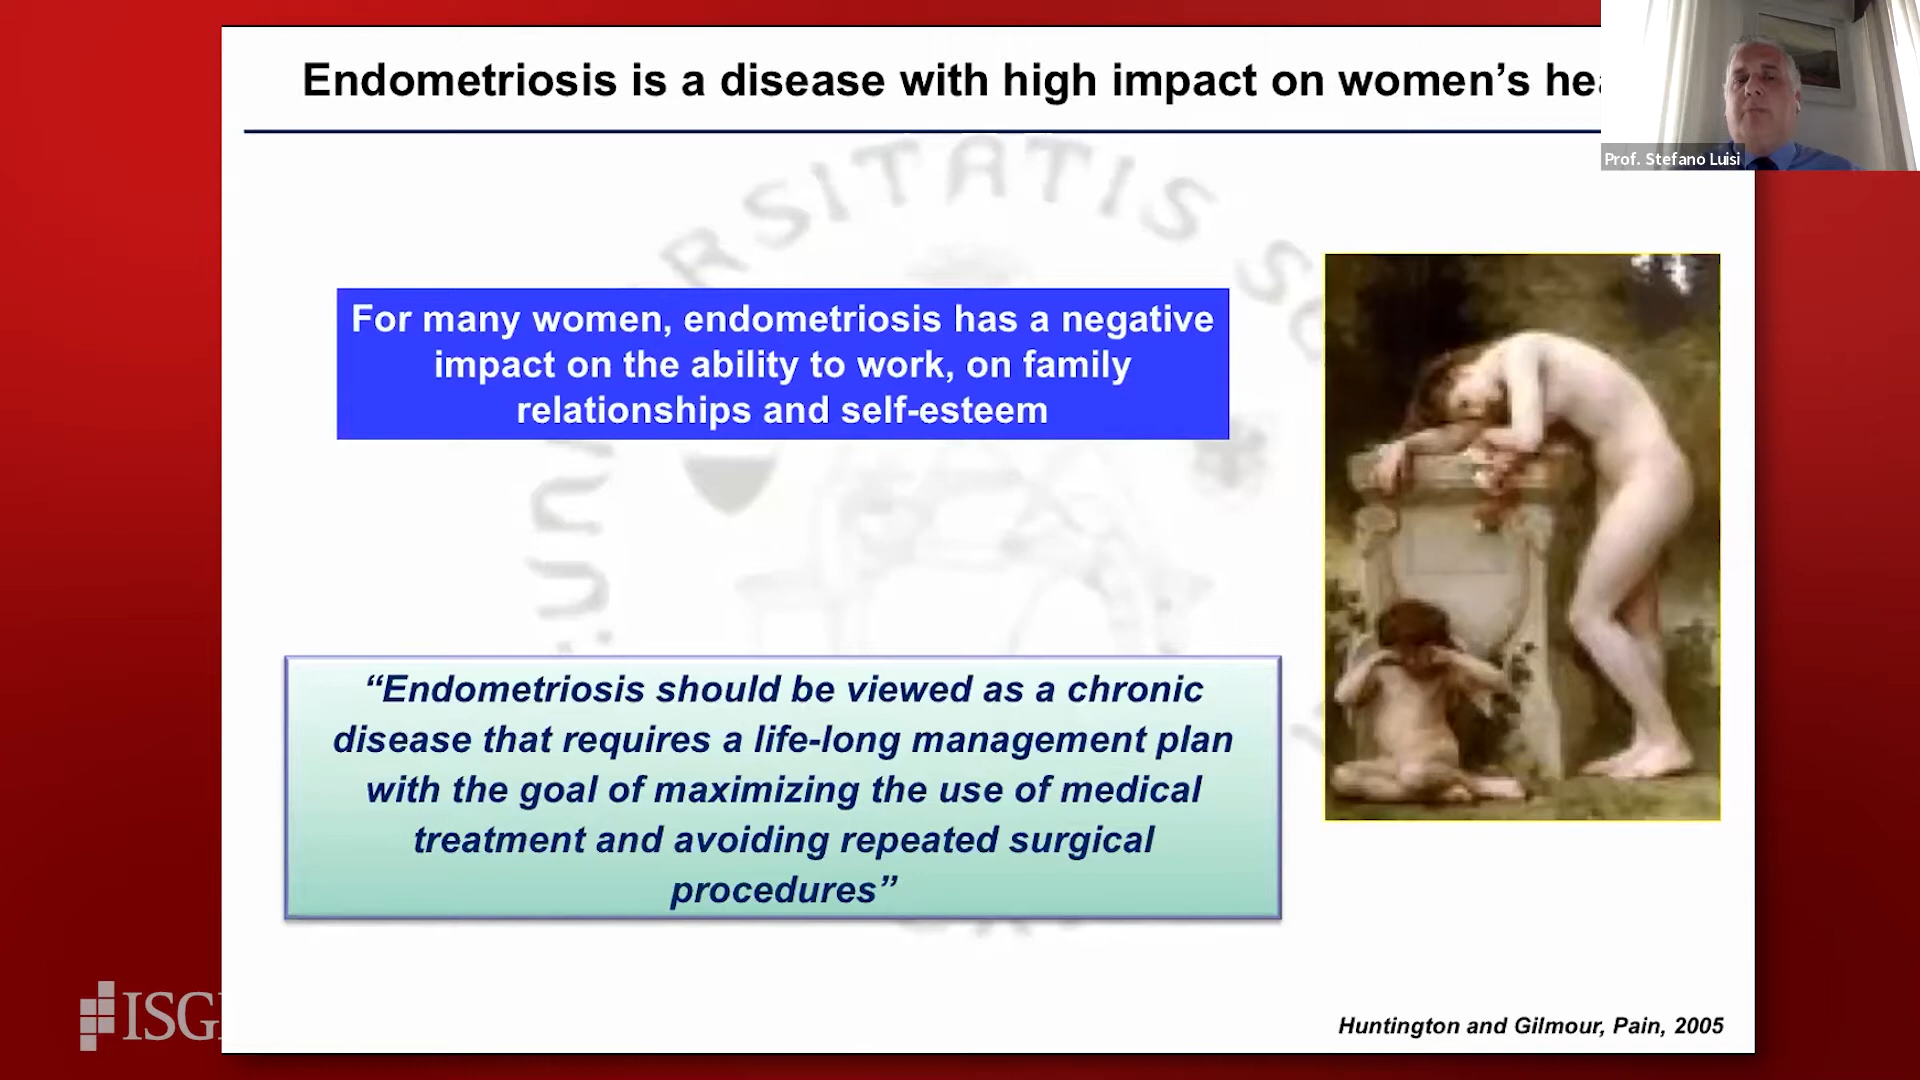 Endometriosis is a disease with high impact on women’s
Prof. Stefano Luisi
For many women, endometriosis has a negative
impact on the ability to work, on family
relationships and self-esteem
“Endometriosis should be viewed as a chronic
disease that requires a life-long management plan
with the goal of maximizing the use of medical
treatment and avoiding repeated surgical
procedures”
Huntington and Gilmour, Pain, 2005